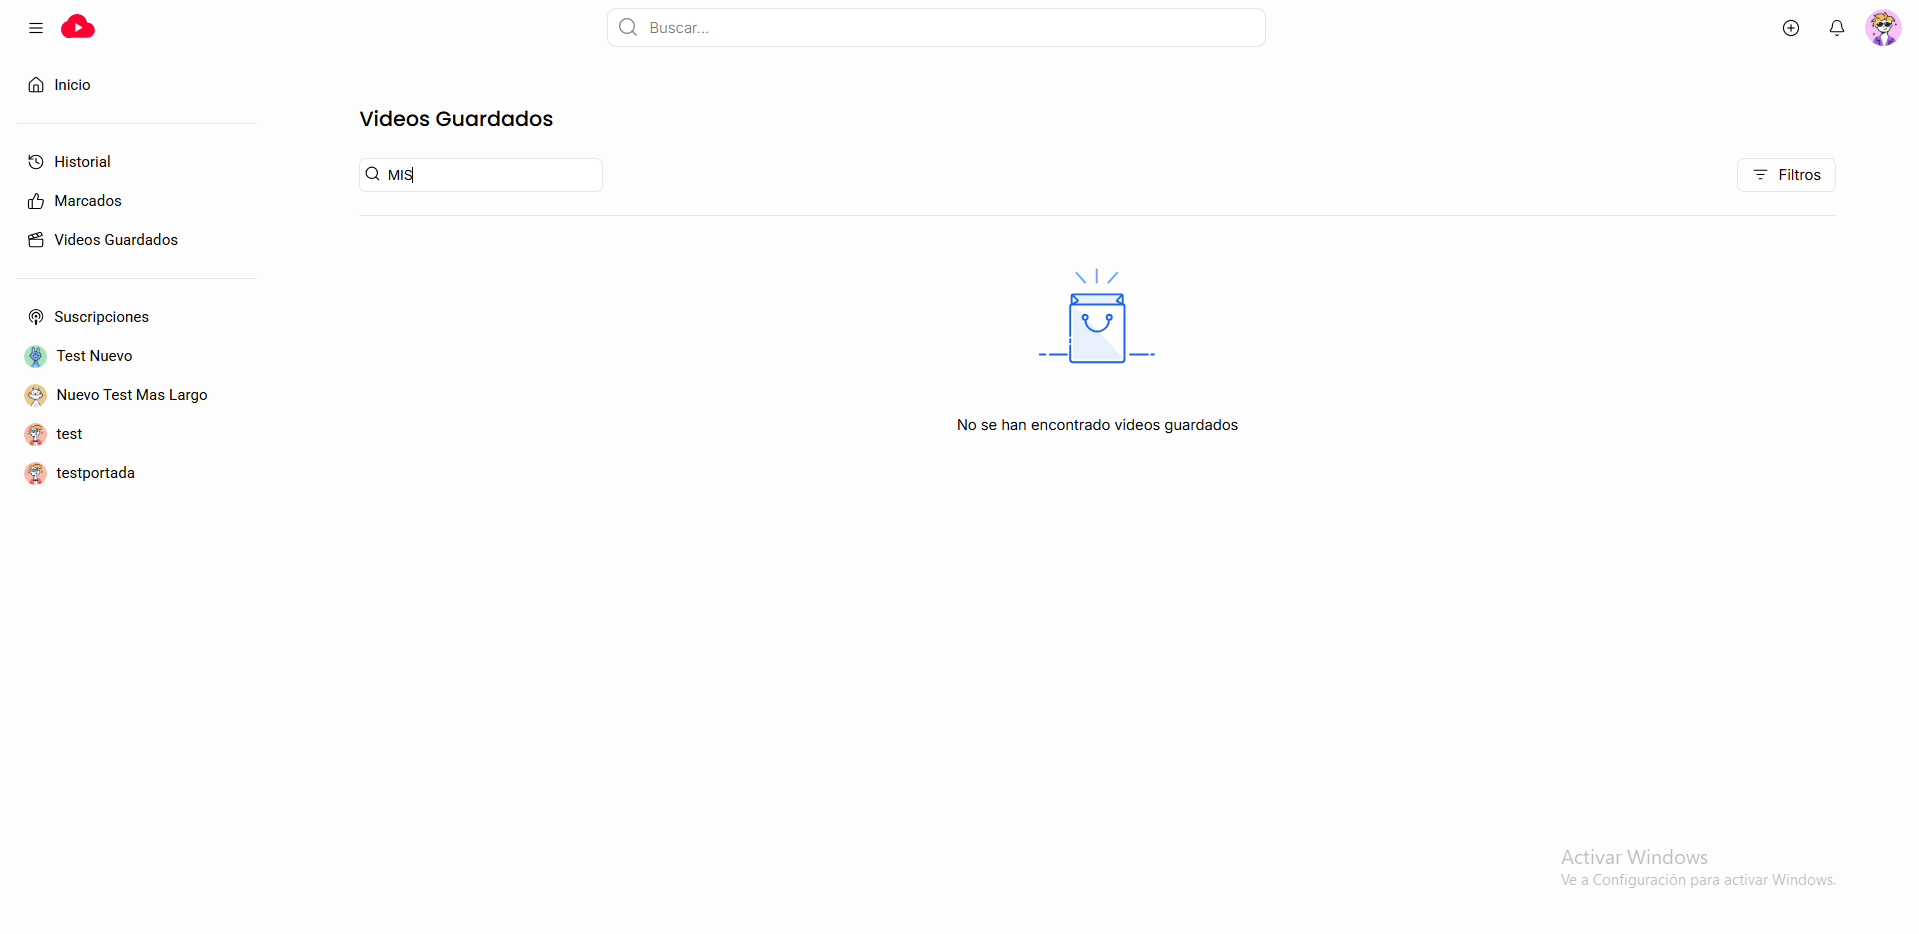 Buscar...
Inicio
Historial
Marcados
Videos Guardados
Suscripciones
Test Nuevo
Nuevo Test Mas Largo
test
testportada
Videos Guardados
MIS
Filtros
No se han encontrado videos guardados
Activar Windows
Ve a Configuración para activar Windows.